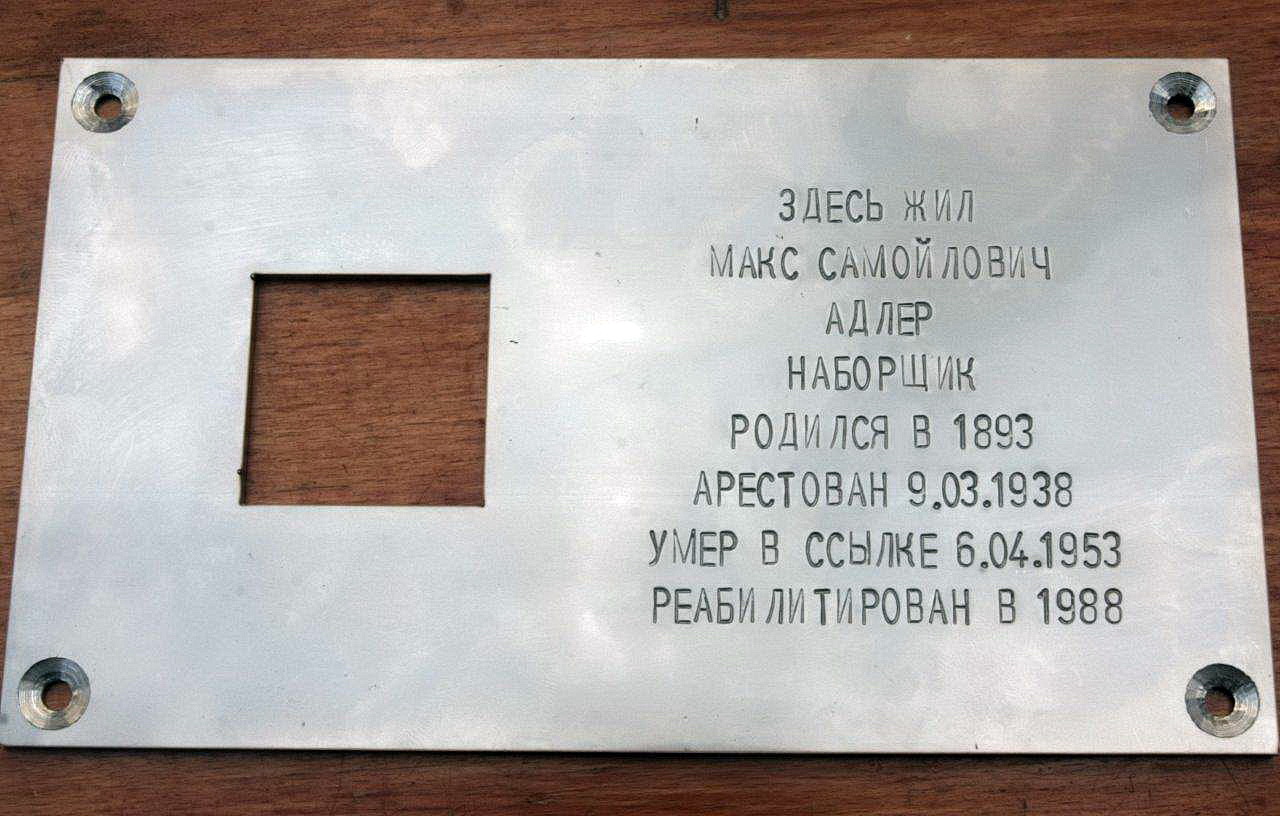 ЗДЕСЬ ЖИЛ
МАКС САМОЙЛОВИЧ
АДЛЕР
НАБОРЩИК
РОДИЛСЯ В 1893
АРЕСТОВАН 9.03.1938
УМЕР В ССЫЛКЕ 6.04.1953
РЕАБИЛИТИРОВАН В 1988